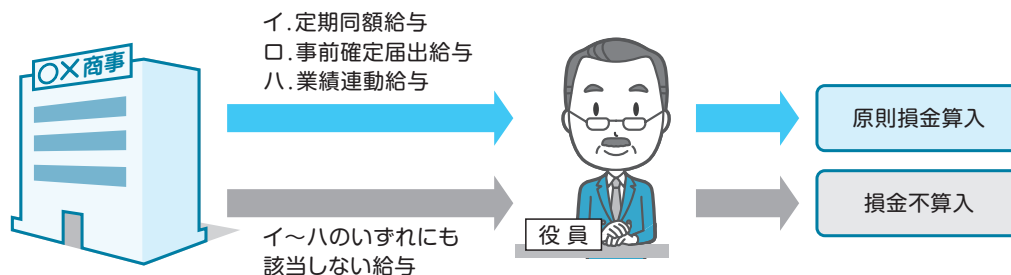 ○×商事
イ.定期同額給与
ロ.事前確定届出給与
ハ.業績連動給与
原則損金算入
損金不算入
役員
イ〜ハのいずれにも
該当しない給与